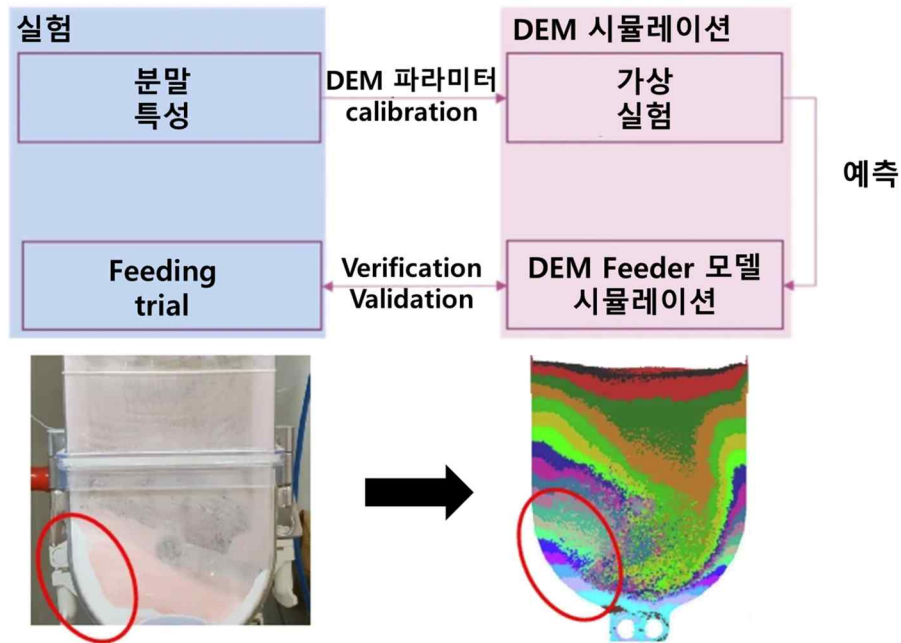 실험
분말
특성
DEM 파라미터
calibration
DEM 시뮬레이션
가상
실험
예측
Feeding
trial
Verification
Validation
DEM Feeder 모델
시뮬레이션